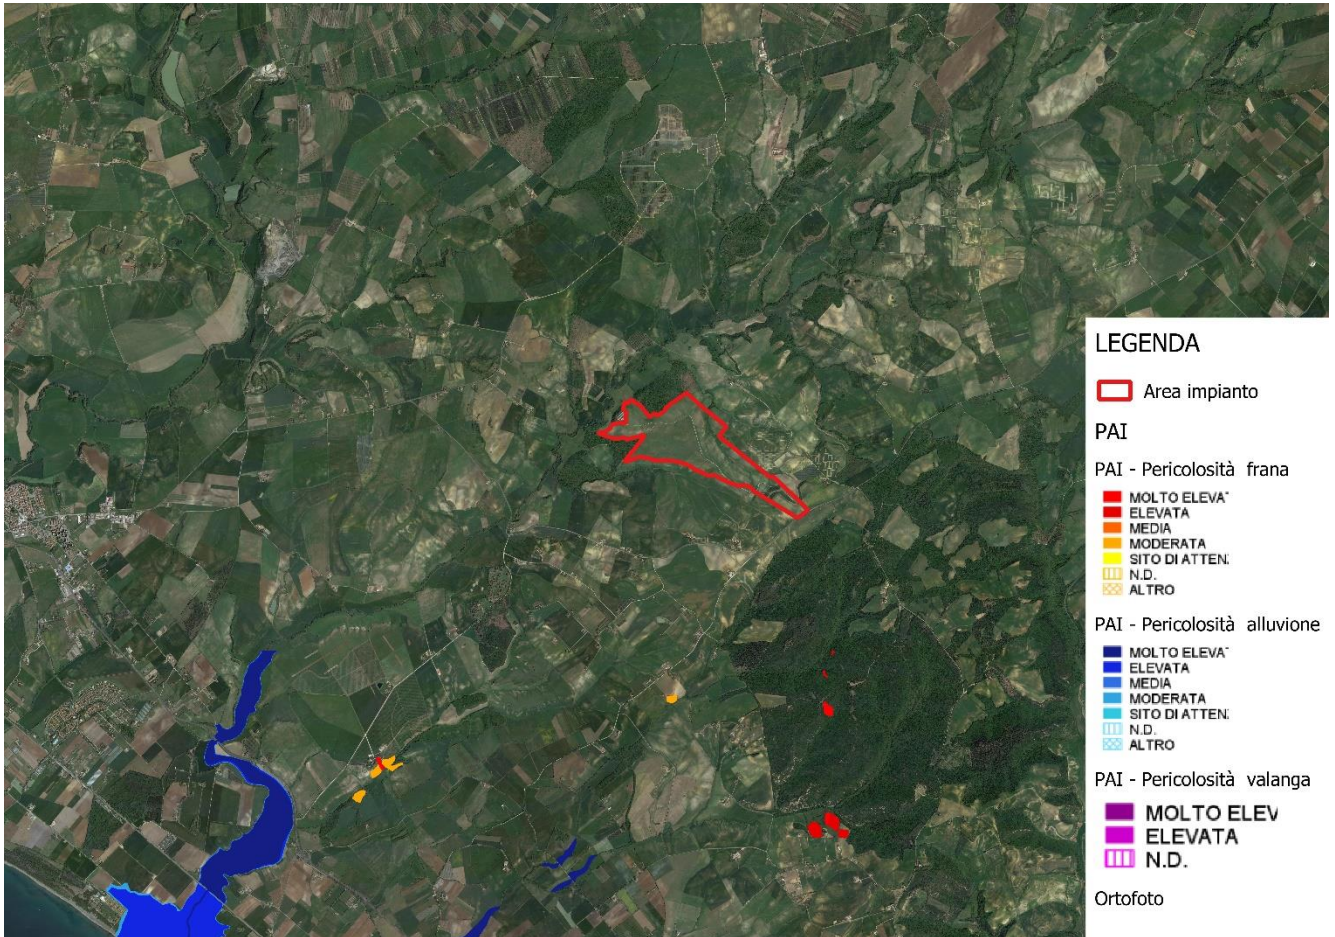 LEGENDA
Area impianto
PAI
PAI - Pericolosità frana
MOLTO ELEVA
ELEVATA
MEDIA
MODERATA
SITO DI ATTEN
N.D.
ALTRO
PAI - Pericolosità alluvione
MOLTO ELEVA
ELEVATA
MEDIA
MODERATA
SITO DI ATTEN
N.D.
ALTRO
PAI - Pericolosità valanga
MOLTO ELEV
ELEVATA
N.D.
Ortofoto